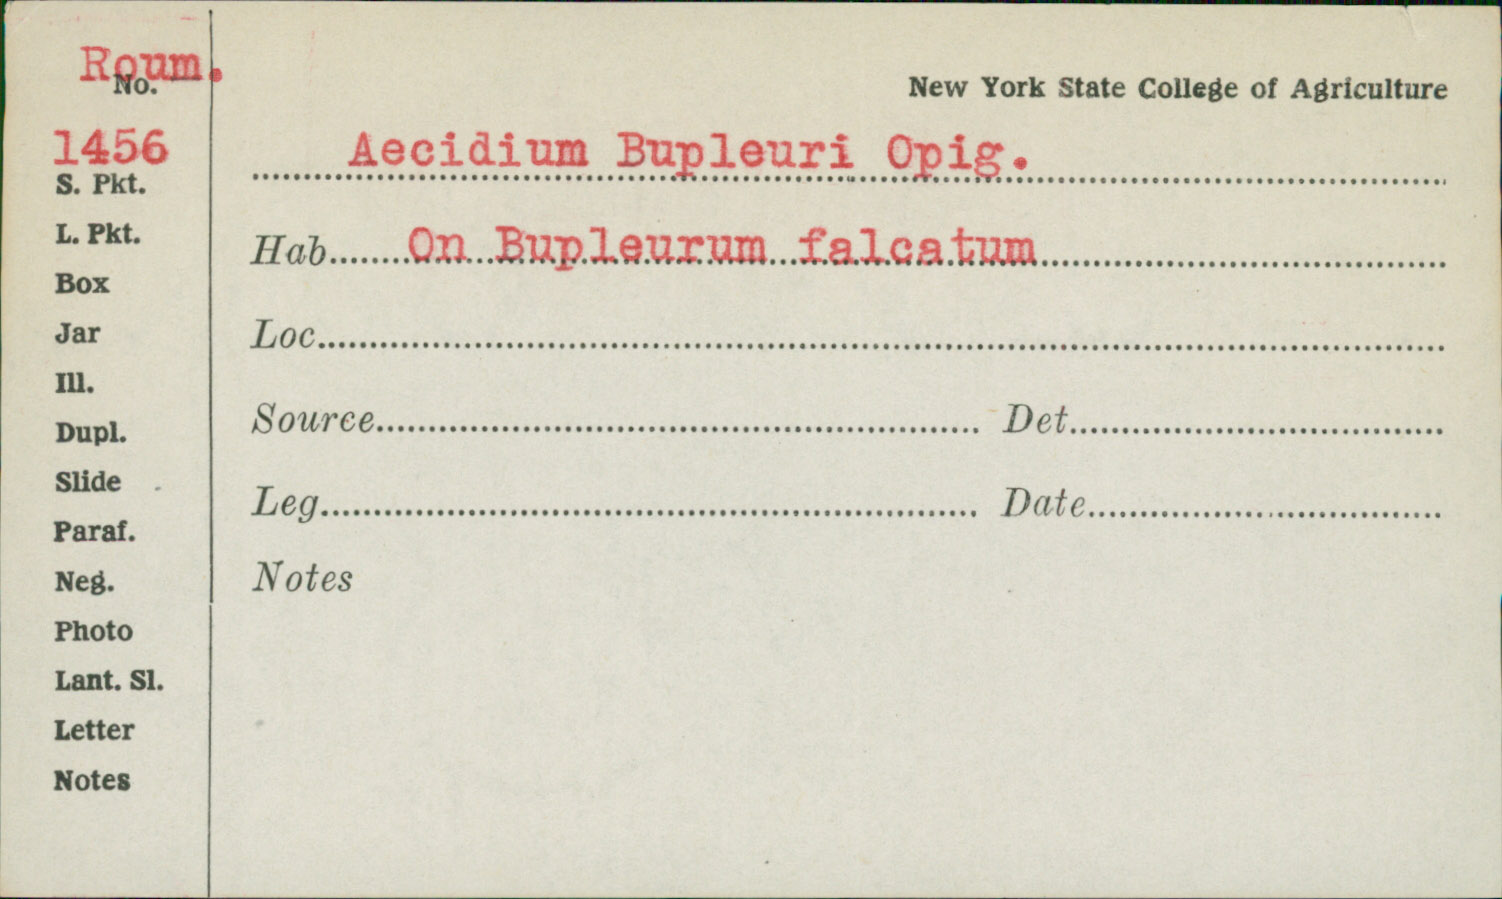 Roum.
No.
New York State College of Agriculture
1456
Aecidium Bupleuri Opig.
S. Pkt.
L. Pkt.
Hab. On Bupleurum falcatum
Box
Jar
Loc.
Ill.
Dupl.
Source Det.
Slide
Leg. Date
Paraf.
Neg.
Notes
Photo
Lant. Sl.
Letter
Notes